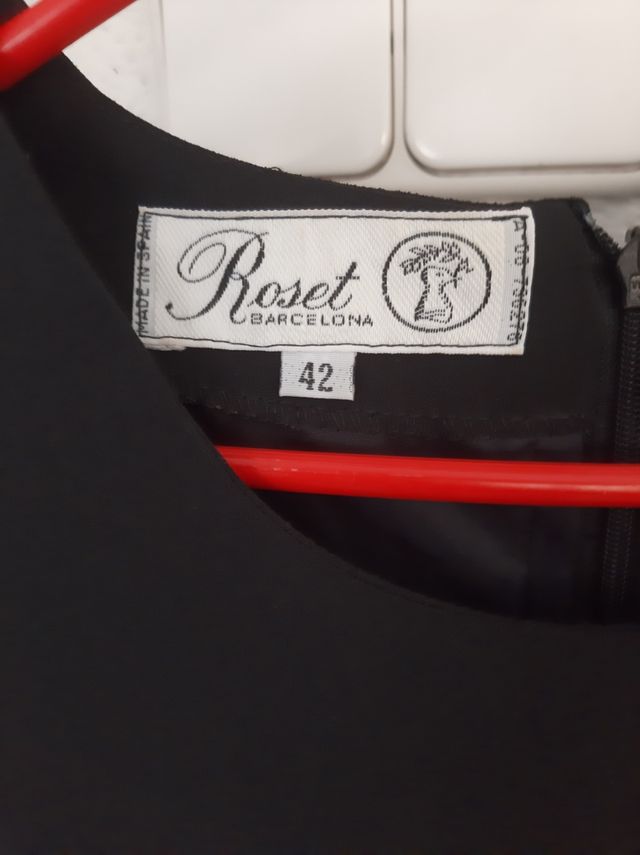 MADE IN SPAIN
Roset
BARCELONA
42